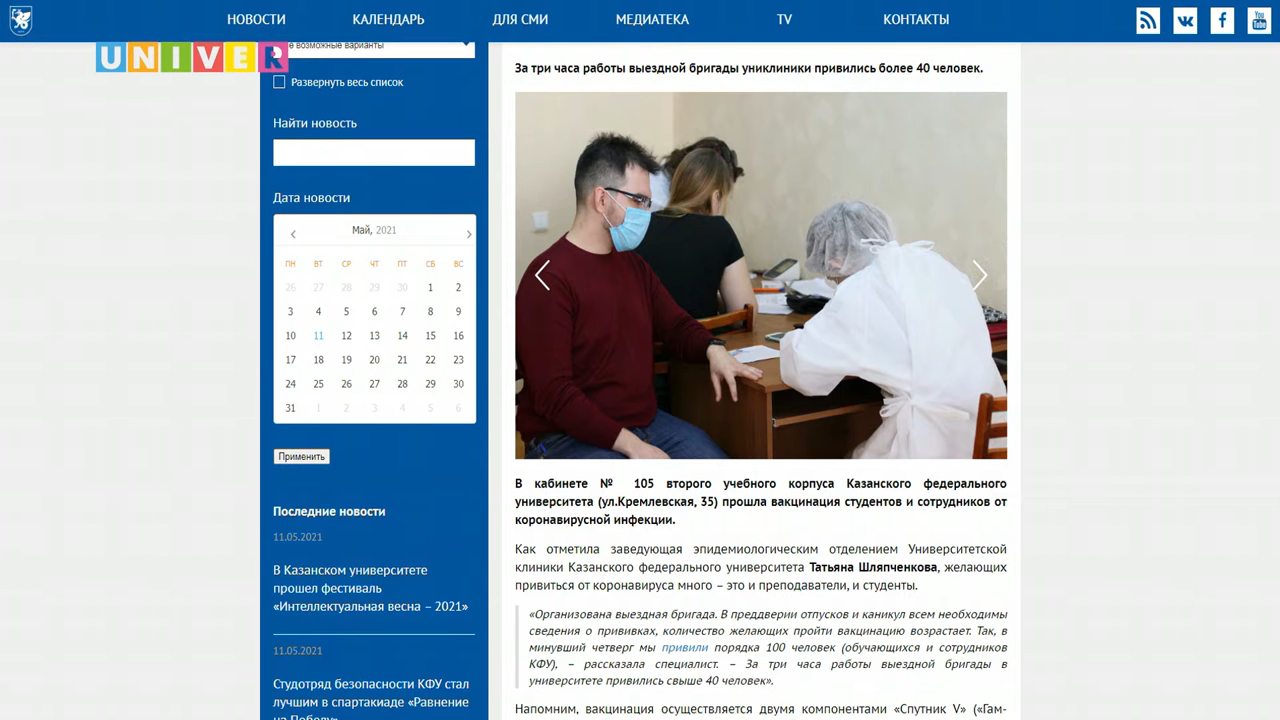 НОВОСТИ КАЛЕНДАРЬ ДЛЯ СМИ МЕДИАТЕКА TV КОНТАКТЫ
You Tube
UNIVER
е возможные варианты
Развернуть весь список
Найти новость
Дата новости
Май, 2021
ПН ВТ СР ЧТ ПТ СБ ВС
26 27 28 29 30 1 2
3 4 5 6 7 8 9
10 11 12 13 14 15 16
17 18 19 20 21 22 23
24 25 26 27 28 29 30
31 1 2 3 4 5 6
Применить
Последние новости
11.05.2021
В Казанском университете
прошел фестиваль
«Интеллектуальная весна – 2021»
11.05.2021
Студотряд безопасности КФУ стал
лучшим в спартакиаде «Равнение
на Победу»
За три часа работы выездной бригады униклиники привились более 40 человек.
В кабинете № 105 второго учебного корпуса Казанского федерального
университета (ул.Кремлевская, 35) прошла вакцинация студентов и сотрудников от
коронавирусной инфекции.
Как отметила заведующая эпидемиологическим отделением Университетской
клиники Казанского федерального университета Татьяна Шляпченкова, желающих
привиться от коронавируса много – это и преподаватели, и студенты.
«Организована выездная бригада. В преддверии отпусков и каникул всем необходимы
сведения о прививках, количество желающих пройти вакцинацию возрастает. Так, в
минувший четверг мы привили порядка 100 человек (обучающихся и сотрудников
КФУ), – рассказала специалист. – За три часа работы выездной бригады в
университете привились свыше 40 человек».
Напомним, вакцинация осуществляется двумя компонентами «Спутник V» («Гам-